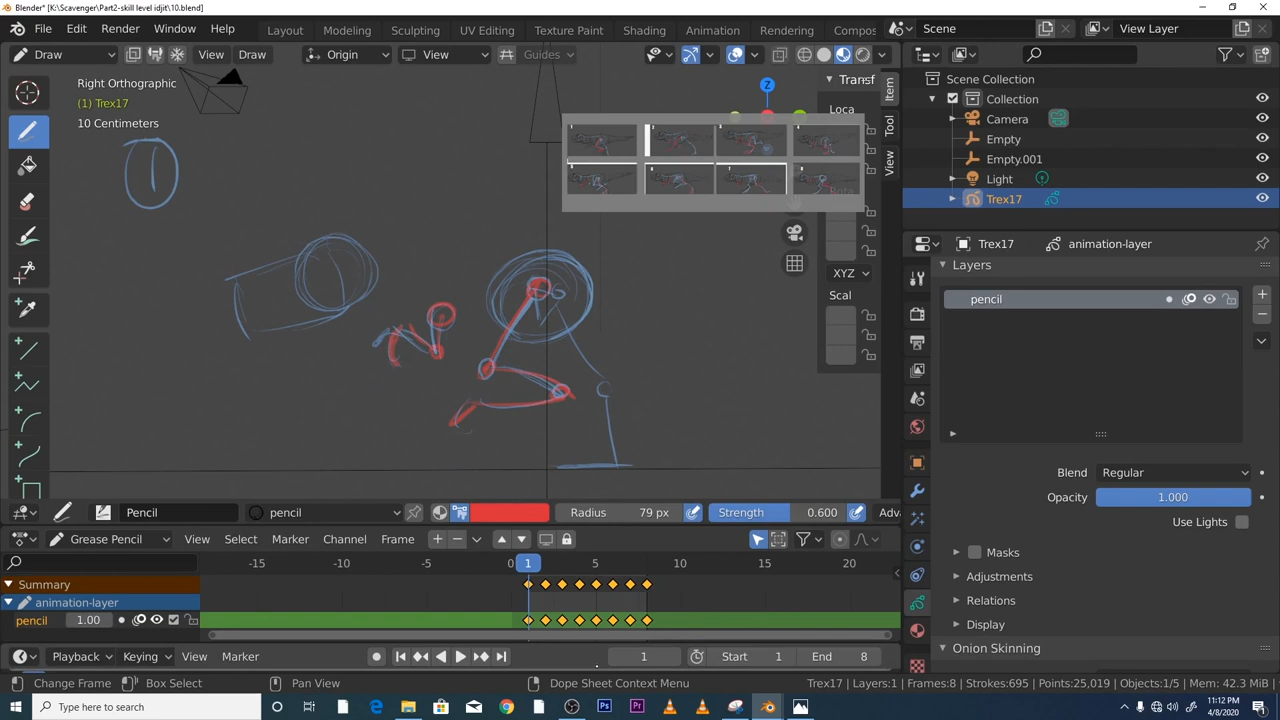 Blender* [K:\Scavenger\Part2-skill level idjit\10.blend]
File Edit Render Window Help Layout Modeling Sculpting UV Editing Texture Paint Shading Animation Rendering Compos Scene View Layer
Draw View Draw Origin View Guides
Right Orthographic
(1) Trex17
10 Centimeters
Z
Transf
Loca
Rota
XYZ
Scal
Item
Tool
View
Scene Collection
Collection
Camera
Empty
Empty.001
Light
Trex17
Trex17 animation-layer
Layers
pencil
Blend Regular
Opacity 1.000
Use Lights
Masks
Adjustments
Relations
Display
Onion Skinning
Pencil pencil Radius 79 px Strength 0.600 Adva
Grease Pencil View Select Marker Channel Frame
-15 -10 -5 0 1 5 10 15 20
Summary
animation-layer
pencil 1.00
Playback Keying View Marker 1 Start 1 End 8
Change Frame Box Select Pan View Dope Sheet Context Menu Trex17 | Layers:1 | Frames:8 | Strokes:695 | Points:25,019 | Objects:1/5 | Mem: 42.3 MiB
Type here to search
11:12 PM
4/8/2020